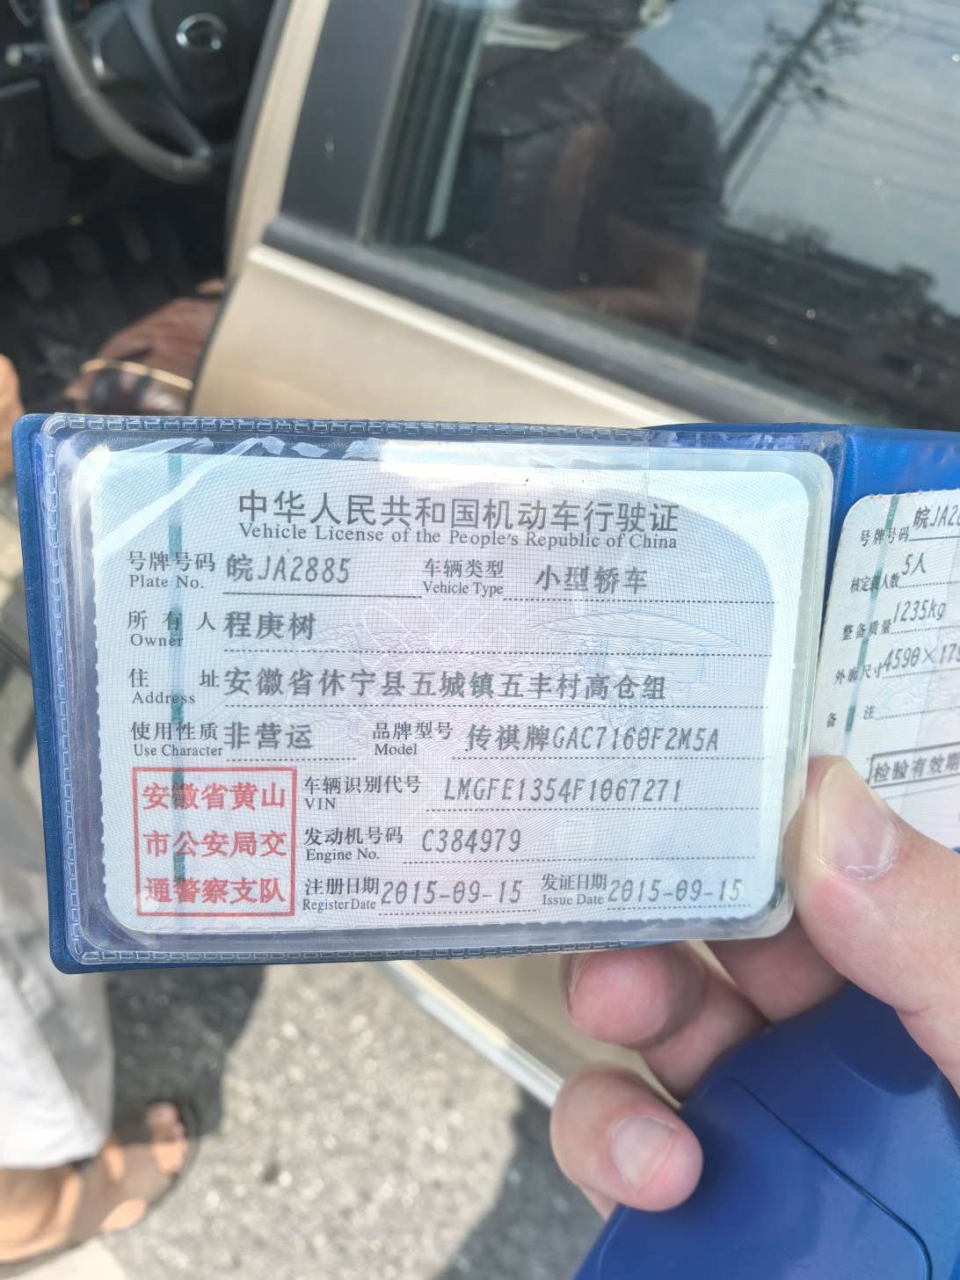 中华人民共和国机动车行驶证
Vehicle License of the People's Republic of China
号牌号码 皖JA2885 车辆类型 小型轿车
Plate No. Vehicle Type
所有人 程庚树
Owner
住址 安徽省休宁县五城镇五丰村高仓组
Address
使用性质 非营运 品牌型号 传祺牌GAC7160F2M5A
Use Character Model
安徽省黄山
市公安局交
通警察支队
车辆识别代号 LMGFE1354F1067271
VIN
发动机号码 C384979
Engine No.
注册日期 2015-09-15 发证日期 2015-09-15
Register Date Issue Date
号牌号码 皖JA28
核定载人数 5人
整备质量 1235kg
外廓尺寸 4590×179
备注
检验有效期